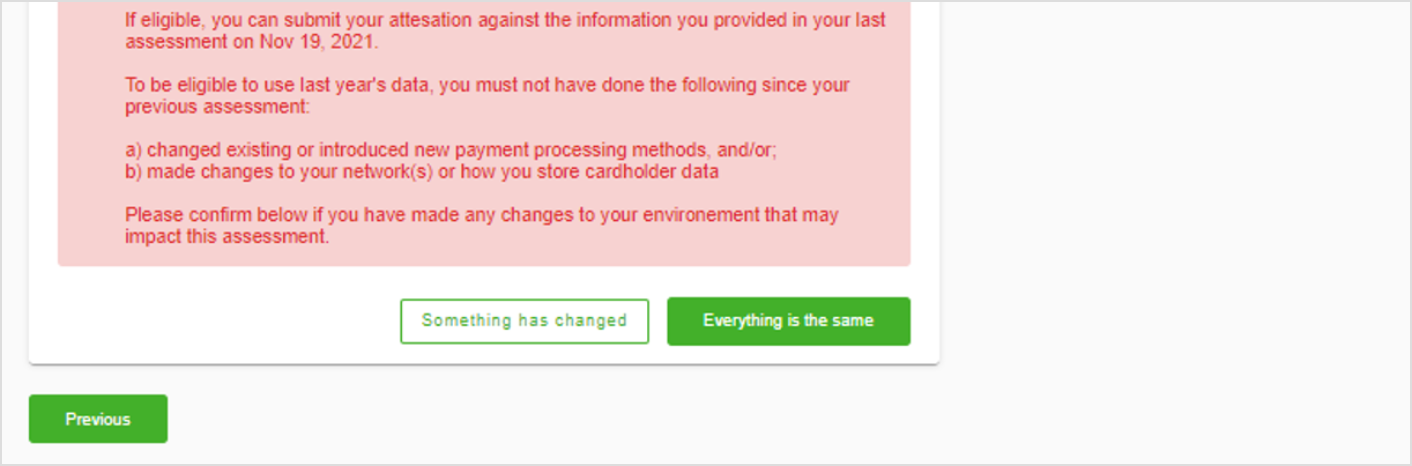 If eligible, you can submit your attesation against the information you provided in your last
assessment on Nov 19, 2021.
To be eligible to use last year's data, you must not have done the following since your
previous assessment:
a) changed existing or introduced new payment processing methods, and/or;
b) made changes to your network(s) or how you store cardholder data
Please confirm below if you have made any changes to your environement that may
impact this assessment.
Something has changed
Everything is the same
Previous